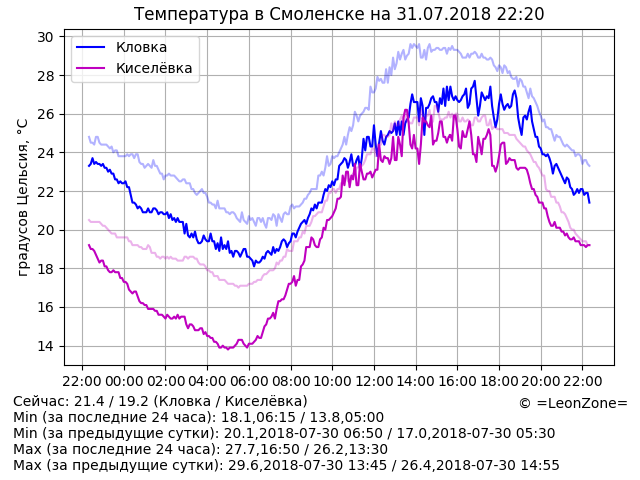 Температура в Смоленске на 31.07.2018 22:20
градусов Цельсия, °C
30
28
26
24
22
20
18
16
14
Кловка
Киселёвка
22:00 00:00 02:00 04:00 06:00 08:00 10:00 12:00 14:00 16:00 18:00 20:00 22:00
Сейчас: 21.4 / 19.2 (Кловка / Киселёвка)
© =LeonZone=
Min (за последние 24 часа): 18.1,06:15 / 13.8,05:00
Min (за предыдущие сутки): 20.1,2018-07-30 06:50 / 17.0,2018-07-30 05:30
Max (за последние 24 часа): 27.7,16:50 / 26.2,13:30
Max (за предыдущие сутки): 29.6,2018-07-30 13:45 / 26.4,2018-07-30 14:55